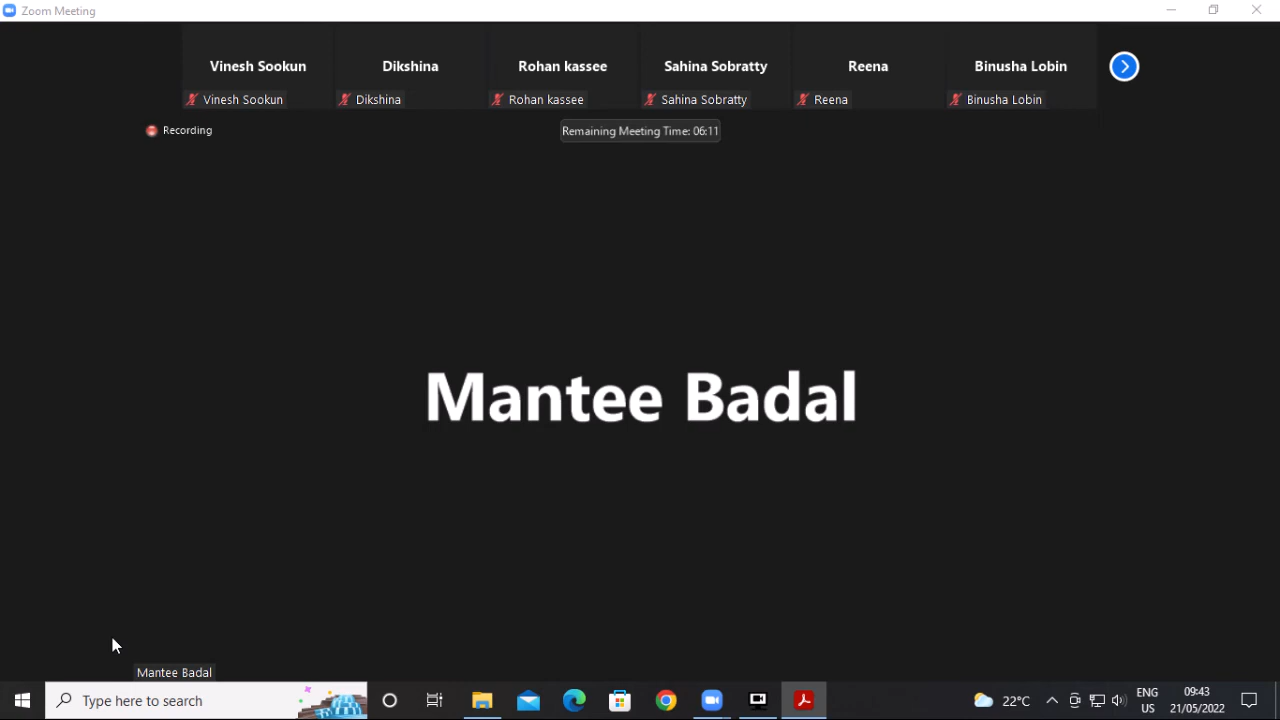 Zoom Meeting
Vinesh Sookun
Dikshina
Rohan kassee
Sahina Sobratty
Reena
Binusha Lobin
Vinesh Sookun
Dikshina
Rohan kassee
Sahina Sobratty
Reena
Binusha Lobin
Recording
Remaining Meeting Time: 06:11
Mantee Badal
Mantee Badal
Type here to search
22°C
ENG
US
09:43
21/05/2022